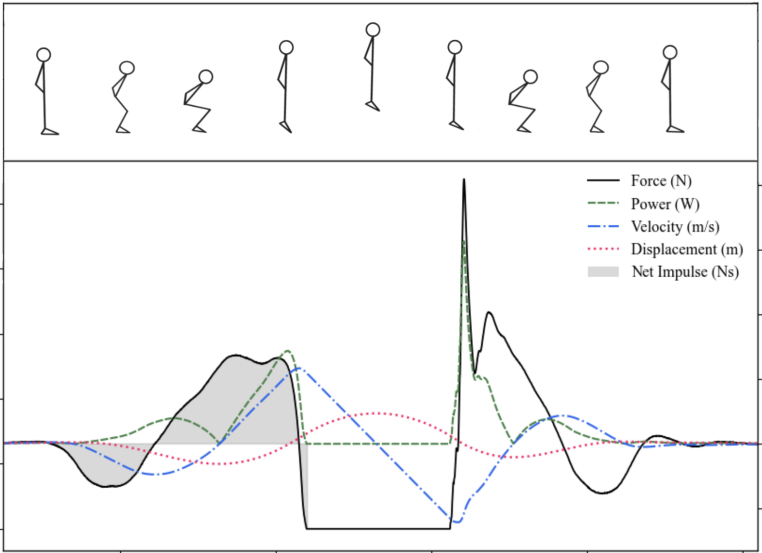 Force (N)
Power (W)
Velocity (m/s)
Displacement (m)
Net Impulse (Ns)